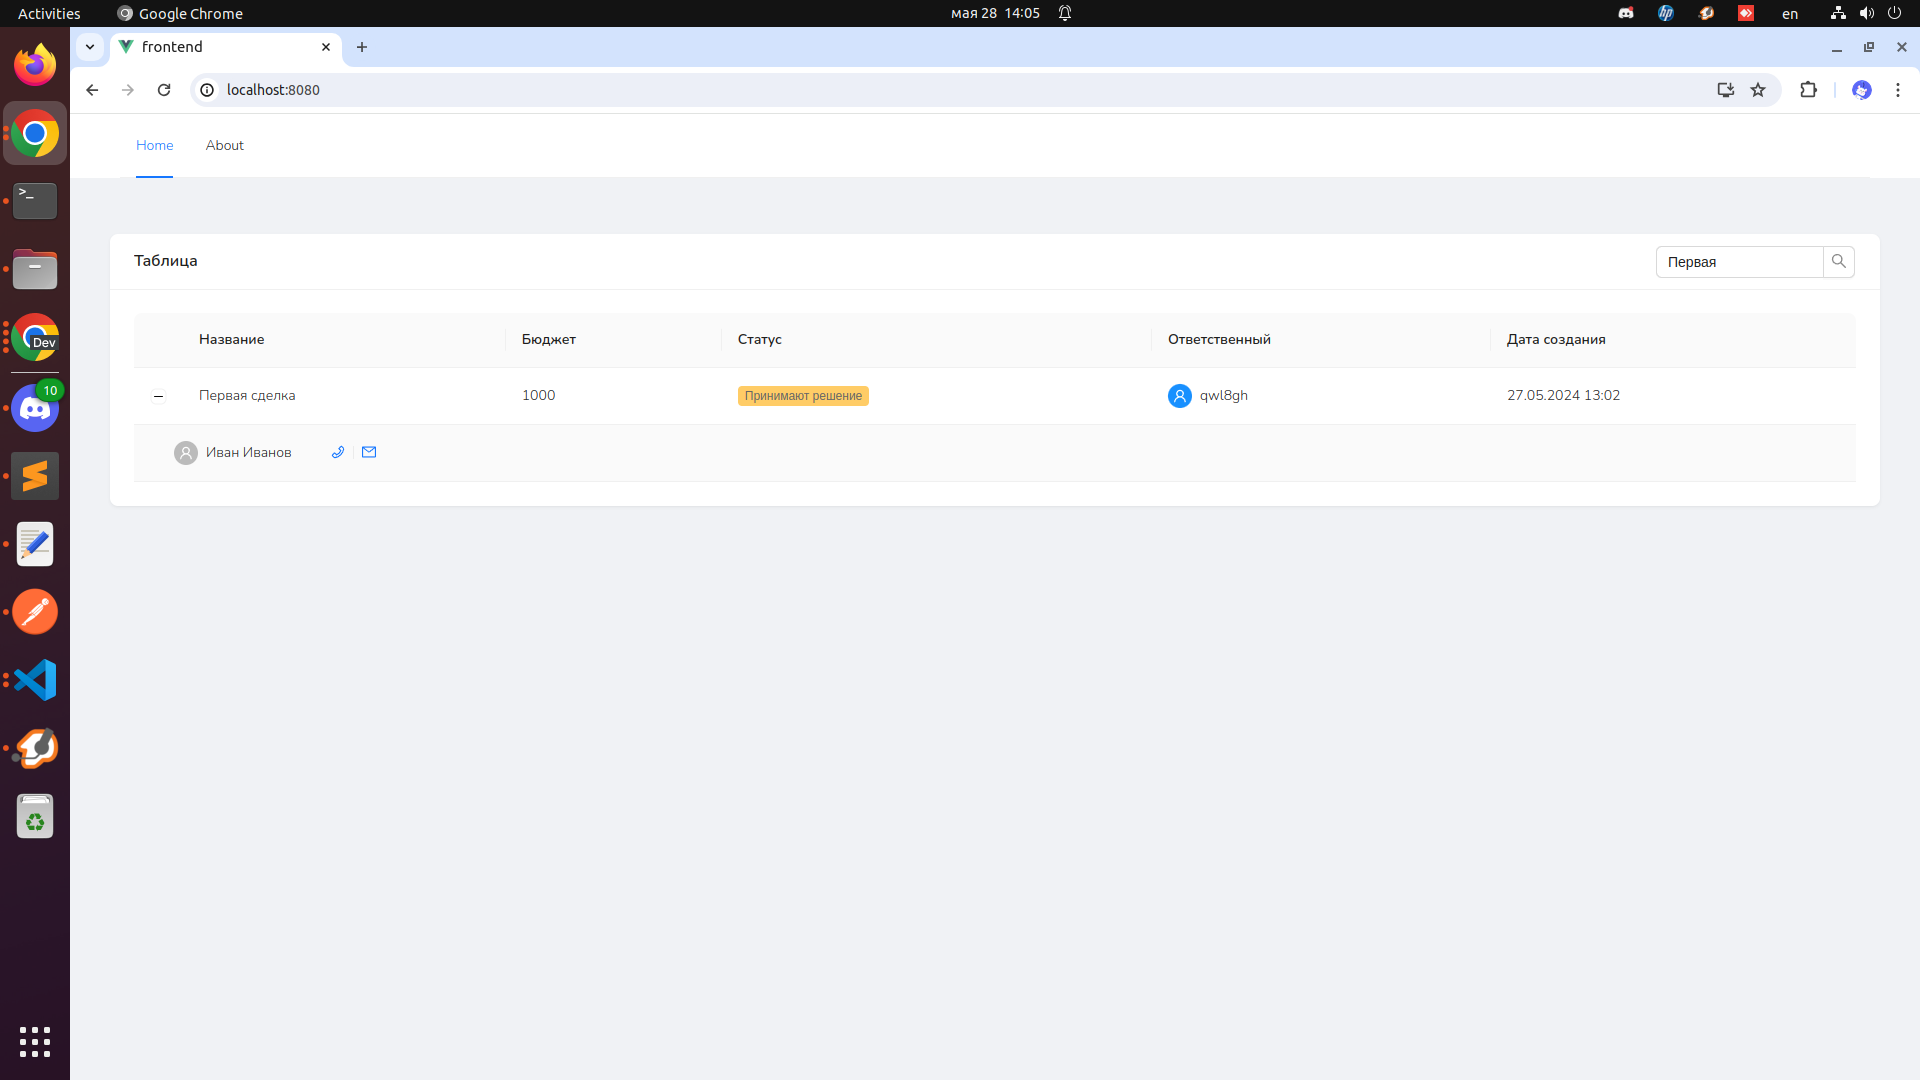 Activities
Google Chrome
мая 28 14:05
en
frontend
localhost:8080
Home
About
Таблица
Первая
Название
Бюджет
Статус
Ответственный
Дата создания
Первая сделка
1000
Принимают решение
qwl8gh
27.05.2024 13:02
Иван Иванов
Dev
10
hp
>_